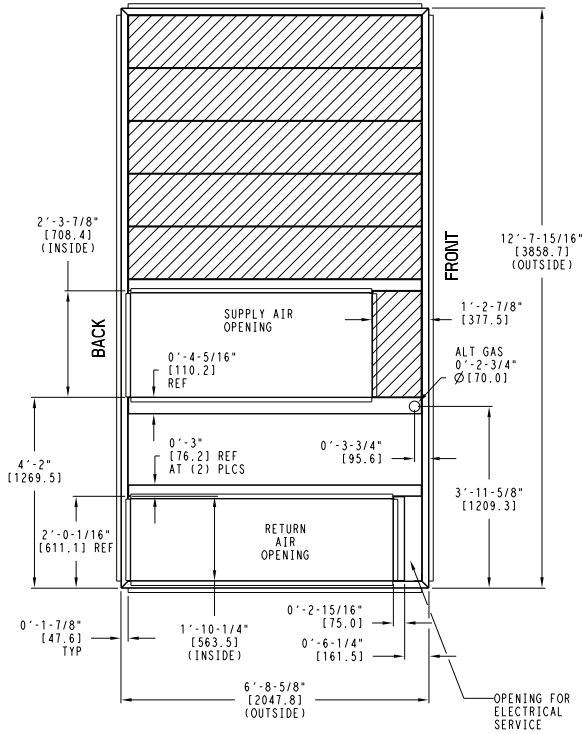 2'-3-7/8"
[708.4]
(INSIDE)
12'-7-15/16"
[3858.7]
(OUTSIDE)
FRONT
1'-2-7/8"
[377.5]
SUPPLY AIR
OPENING
BACK
ALT GAS
0'-2-3/4"
Ø[70.0]
0'-4-5/16"
[110.2]
REF
0'-3"
[76.2] REF
AT (2) PLCS
0'-3-3/4"
[95.6]
4'-2"
[1269.5]
3'-11-5/8"
[1209.3]
2'-0-1/16"
[611.1] REF
RETURN
AIR
OPENING
0'-2-15/16"
[75.0]
0'-1-7/8"
[47.6]
TYP
1'-10-1/4"
[563.5]
(INSIDE)
0'-6-1/4"
[161.5]
6'-8-5/8"
[2047.8]
(OUTSIDE)
OPENING FOR
ELECTRICAL
SERVICE